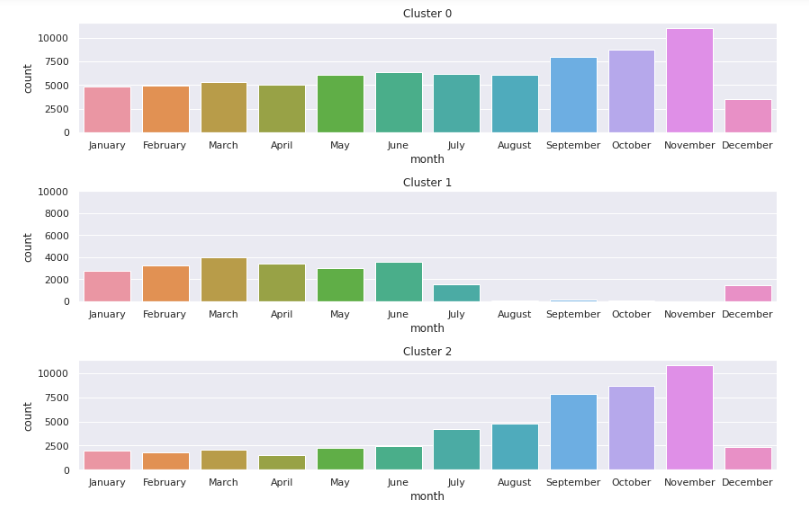 Cluster 0
10000
7500
5000
2500
0
count
January February March April May June July August September October November December
month
Cluster 1
10000
8000
6000
4000
2000
0
count
January February March April May June July August September October November December
month
Cluster 2
10000
7500
5000
2500
0
count
January February March April May June July August September October November December
month